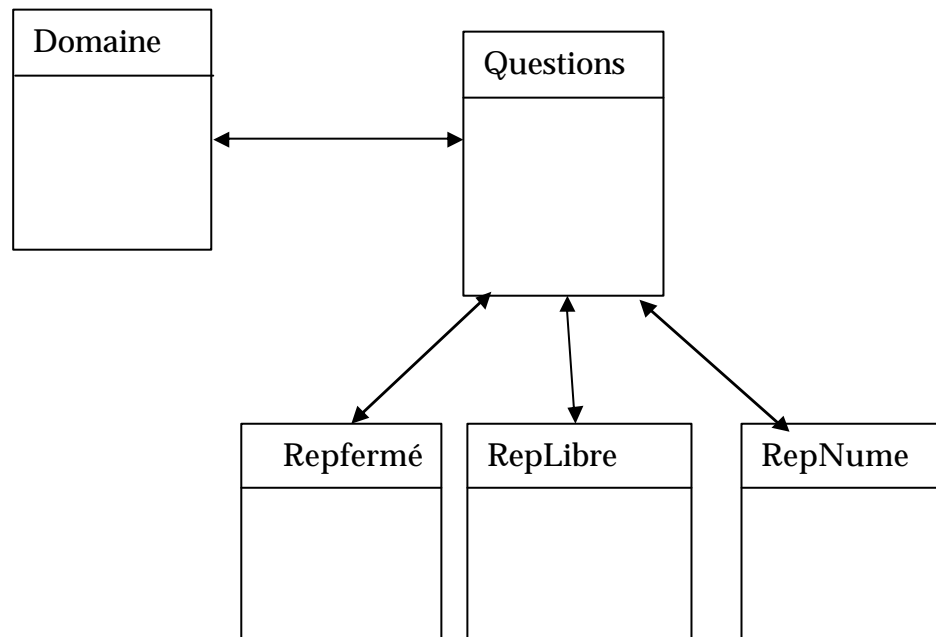 Domaine
Questions
Repfermé
RepLibre
RepNume